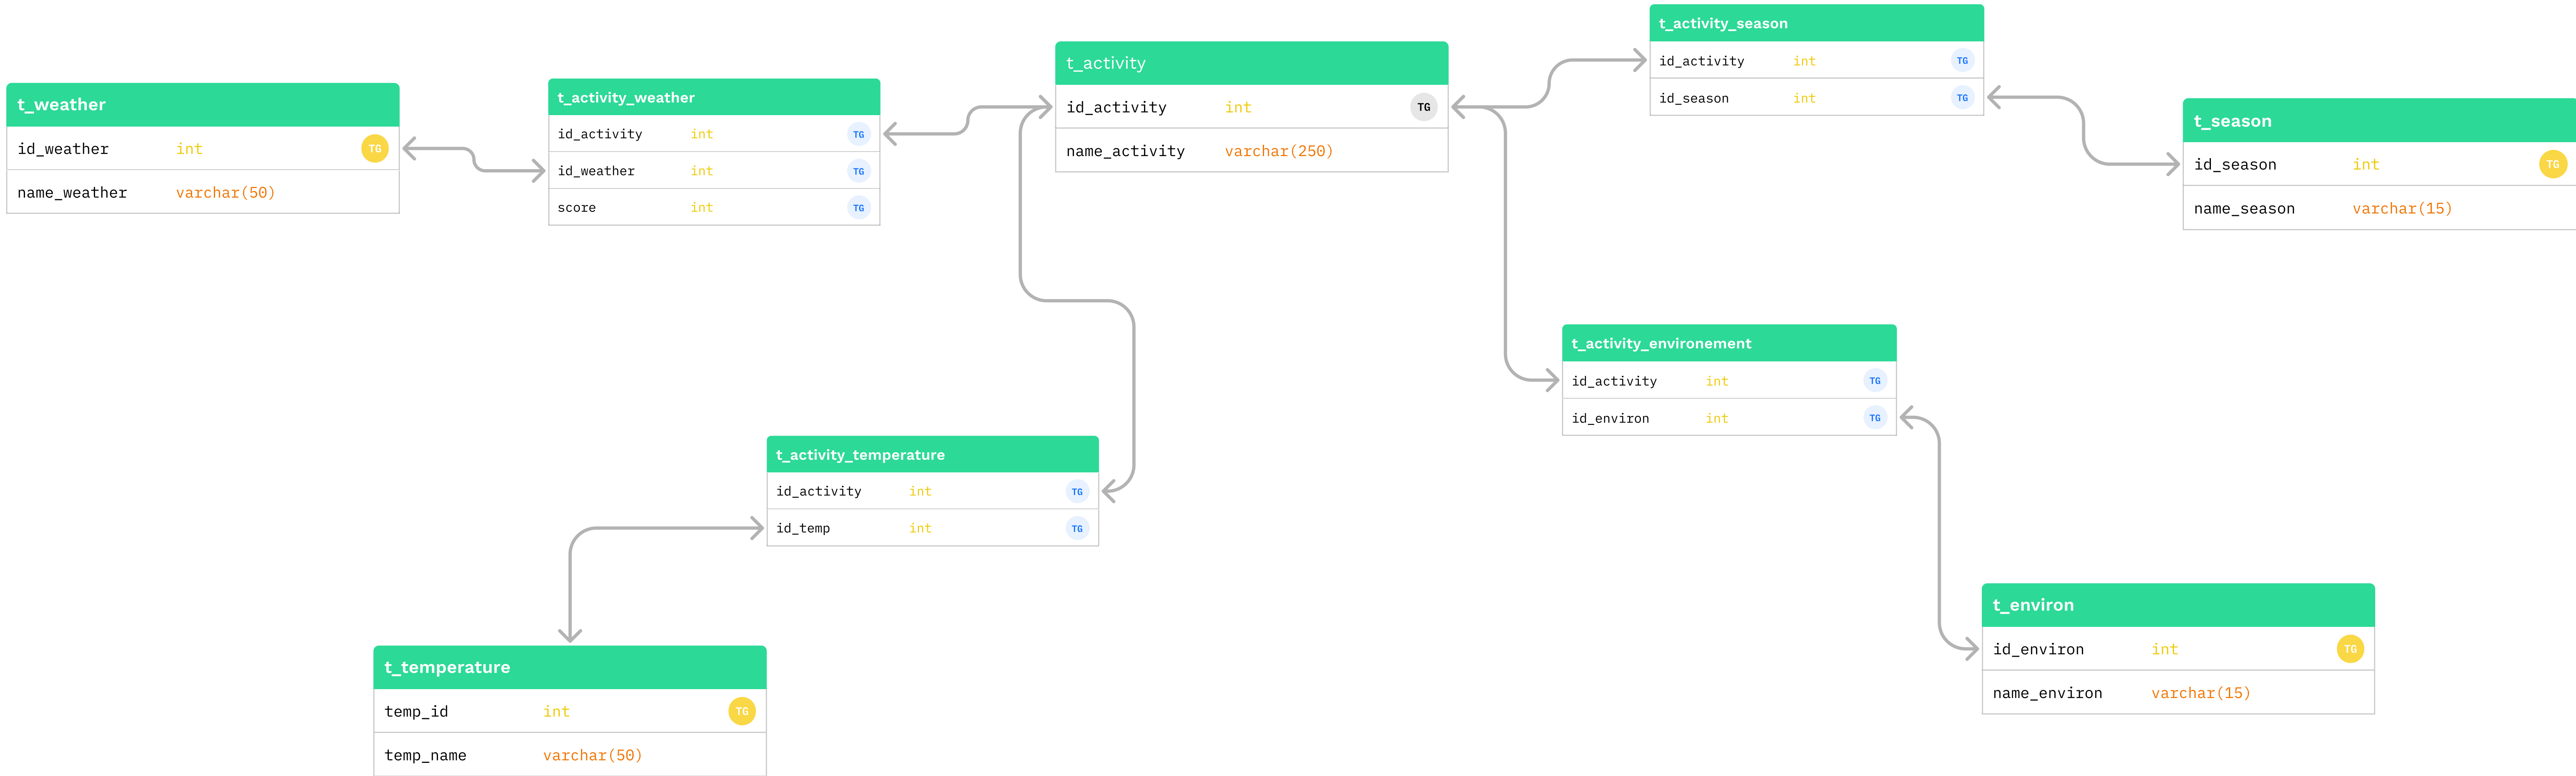 t_weather
id_weather int TG
name_weather varchar(50)
t_activity_weather
id_activity int TG
id_weather int TG
score int TG
t_activity
id_activity int TG
name_activity varchar(250)
t_activity_season
id_activity int TG
id_season int TG
t_season
id_season int TG
name_season varchar(15)
t_activity_environement
id_activity int TG
id_environ int TG
t_activity_temperature
id_activity int TG
id_temp int TG
t_environ
id_environ int TG
name_environ varchar(15)
t_temperature
temp_id int TG
temp_name varchar(50)